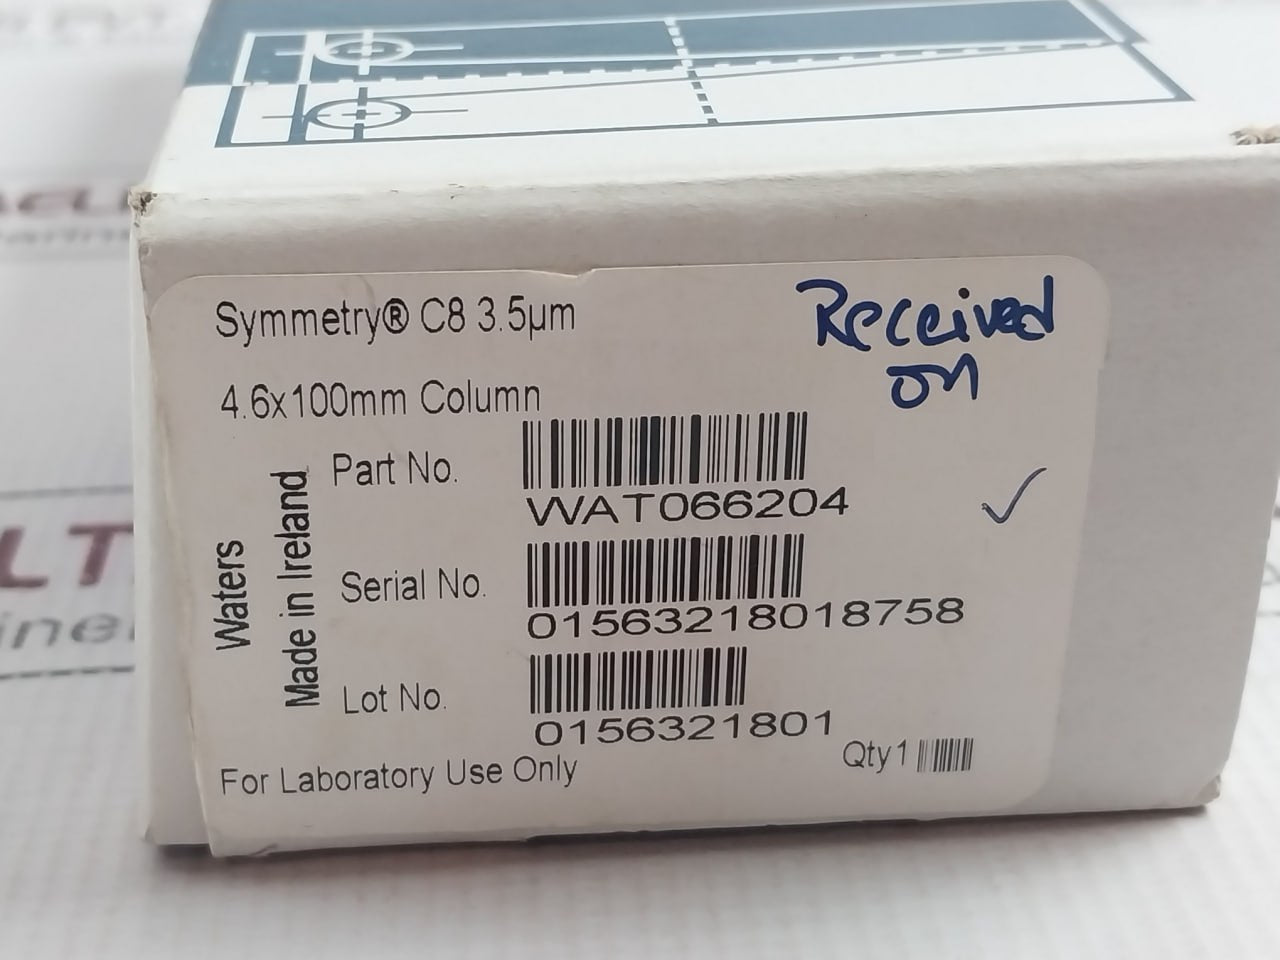 Symmetry® C8 3.5µm
4.6x100mm Column
Received
on
Waters
Made in Ireland
Part No.
WAT066204
Serial No.
01563218018758
Lot No.
0156321801
Qty 1
For Laboratory Use Only